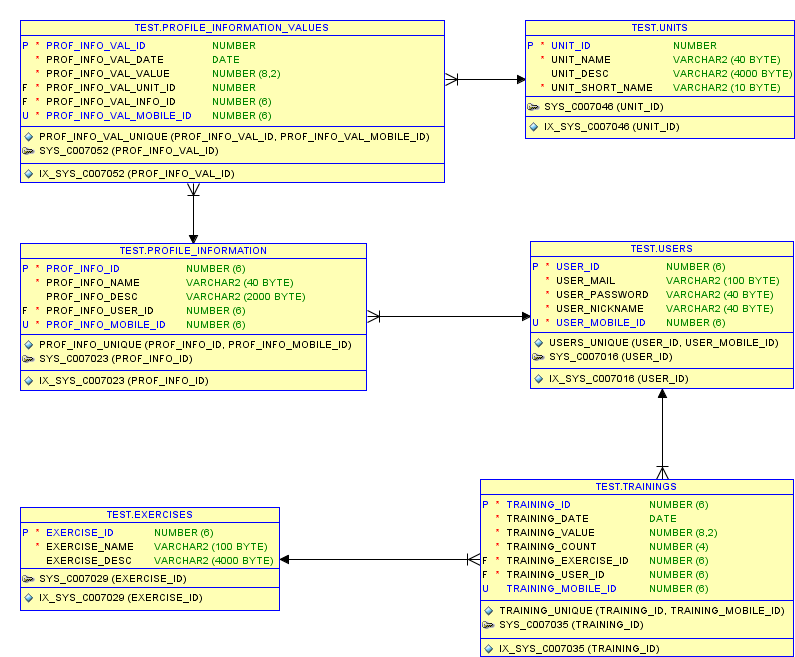 TEST.PROFILE_INFORMATION_VALUES
P * PROF_INFO_VAL_ID NUMBER
* PROF_INFO_VAL_DATE DATE
* PROF_INFO_VAL_VALUE NUMBER (8,2)
F * PROF_INFO_VAL_UNIT_ID NUMBER
F * PROF_INFO_VAL_INFO_ID NUMBER (6)
U * PROF_INFO_VAL_MOBILE_ID NUMBER (6)
PROF_INFO_VAL_UNIQUE (PROF_INFO_VAL_ID, PROF_INFO_VAL_MOBILE_ID)
SYS_C007052 (PROF_INFO_VAL_ID)
IX_SYS_C007052 (PROF_INFO_VAL_ID)
TEST.UNITS
P * UNIT_ID NUMBER
* UNIT_NAME VARCHAR2 (40 BYTE)
UNIT_DESC VARCHAR2 (4000 BYTE)
* UNIT_SHORT_NAME VARCHAR2 (10 BYTE)
SYS_C007046 (UNIT_ID)
IX_SYS_C007046 (UNIT_ID)
TEST.PROFILE_INFORMATION
P * PROF_INFO_ID NUMBER (6)
* PROF_INFO_NAME VARCHAR2 (40 BYTE)
PROF_INFO_DESC VARCHAR2 (2000 BYTE)
F * PROF_INFO_USER_ID NUMBER (6)
U * PROF_INFO_MOBILE_ID NUMBER (6)
PROF_INFO_UNIQUE (PROF_INFO_ID, PROF_INFO_MOBILE_ID)
SYS_C007023 (PROF_INFO_ID)
IX_SYS_C007023 (PROF_INFO_ID)
TEST.USERS
P * USER_ID NUMBER (6)
* USER_MAIL VARCHAR2 (100 BYTE)
* USER_PASSWORD VARCHAR2 (40 BYTE)
* USER_NICKNAME VARCHAR2 (40 BYTE)
U * USER_MOBILE_ID NUMBER (6)
USERS_UNIQUE (USER_ID, USER_MOBILE_ID)
SYS_C007016 (USER_ID)
IX_SYS_C007016 (USER_ID)
TEST.EXERCISES
P * EXERCISE_ID NUMBER (6)
* EXERCISE_NAME VARCHAR2 (100 BYTE)
EXERCISE_DESC VARCHAR2 (4000 BYTE)
SYS_C007029 (EXERCISE_ID)
IX_SYS_C007029 (EXERCISE_ID)
TEST.TRAININGS
P * TRAINING_ID NUMBER (6)
* TRAINING_DATE DATE
* TRAINING_VALUE NUMBER (8,2)
* TRAINING_COUNT NUMBER (4)
F * TRAINING_EXERCISE_ID NUMBER (6)
F * TRAINING_USER_ID NUMBER (6)
U TRAINING_MOBILE_ID NUMBER (6)
TRAINING_UNIQUE (TRAINING_ID, TRAINING_MOBILE_ID)
SYS_C007035 (TRAINING_ID)
IX_SYS_C007035 (TRAINING_ID)